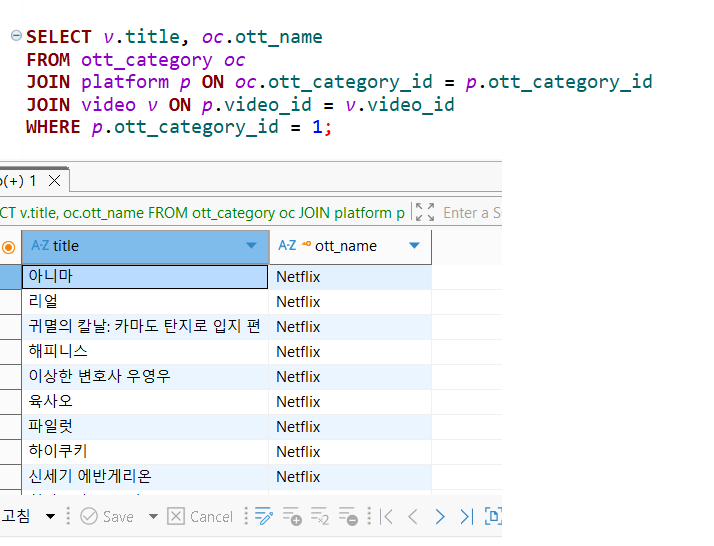 SELECT v.title, oc.ott_name
FROM ott_category oc
JOIN platform p ON oc.ott_category_id = p.ott_category_id
JOIN video v ON p.video_id = v.video_id
WHERE p.ott_category_id = 1;
o(+) 1
CT v.title, oc.ott_name FROM ott_category oc JOIN platform p Enter a S
A-Z title A-Z ott_name
아니마 Netflix
리얼 Netflix
귀멸의 칼날: 카마도 탄지로 입지 편 Netflix
해피니스 Netflix
이상한 변호사 우영우 Netflix
육사오 Netflix
파일럿 Netflix
하이쿠키 Netflix
신세기 에반게리온 Netflix
고침 Save Cancel